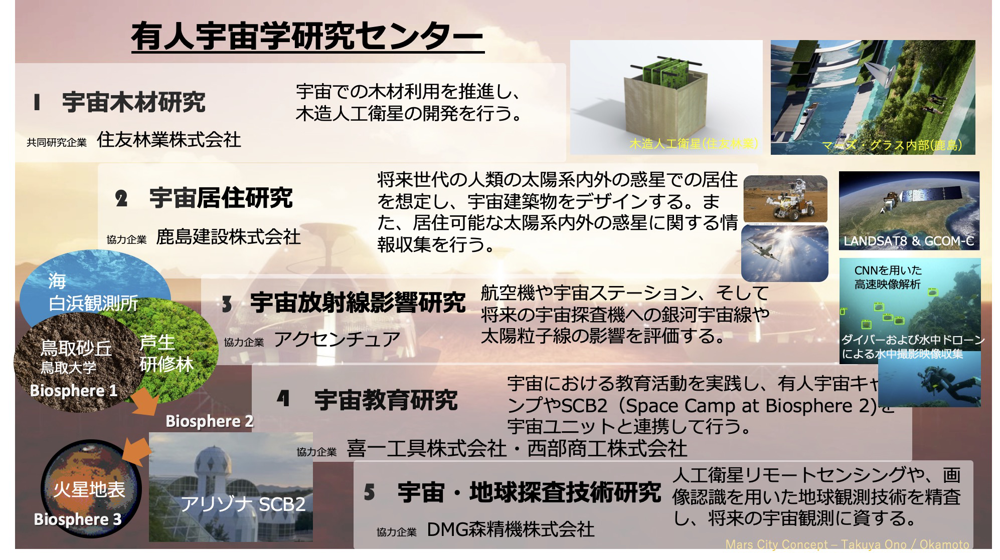 有人宇宙学研究センター
1 宇宙木材研究
宇宙での木材利用を推進し、
木造人工衛星の開発を行う。
共同研究企業 住友林業株式会社
木造人工衛星(住友林業)
マーズ・グラス内部(鹿島)
2 宇宙居住研究
将来世代の人類の太陽系内外の惑星での居住
を想定し、宇宙建築物をデザインする。ま
た、居住可能な太陽系内外の惑星に関する情
報収集を行う。
協力企業 鹿島建設株式会社
LANDSAT8 & GCOM-C
海
白浜観測所
鳥取砂丘
鳥取大学
芦生
研修林
Biosphere 1
3 宇宙放射線影響研究
航空機や宇宙ステーション、そして
将来の宇宙探査機への銀河宇宙線や
太陽粒子線の影響を評価する。
協力企業 アクセンチュア
CNNを用いた
高速映像解析
ダイバーおよび水中ドローン
による水中撮影映像収集
4 宇宙教育研究
宇宙における教育活動を実践し、有人宇宙キャ
ンプやSCB2（Space Camp at Biosphere 2)を
宇宙ユニットと連携して行う。
協力企業 喜一工具株式会社・西部商工株式会社
Biosphere 2
アリゾナ SCB2
火星地表
Biosphere 3
5 宇宙・地球探査技術研究
人工衛星リモートセンシングや、画
像認識を用いた地球観測技術を精査
し、将来の宇宙観測に資する。
協力企業 DMG森精機株式会社
Mars City Concept – Takuya Ono / Okamoto